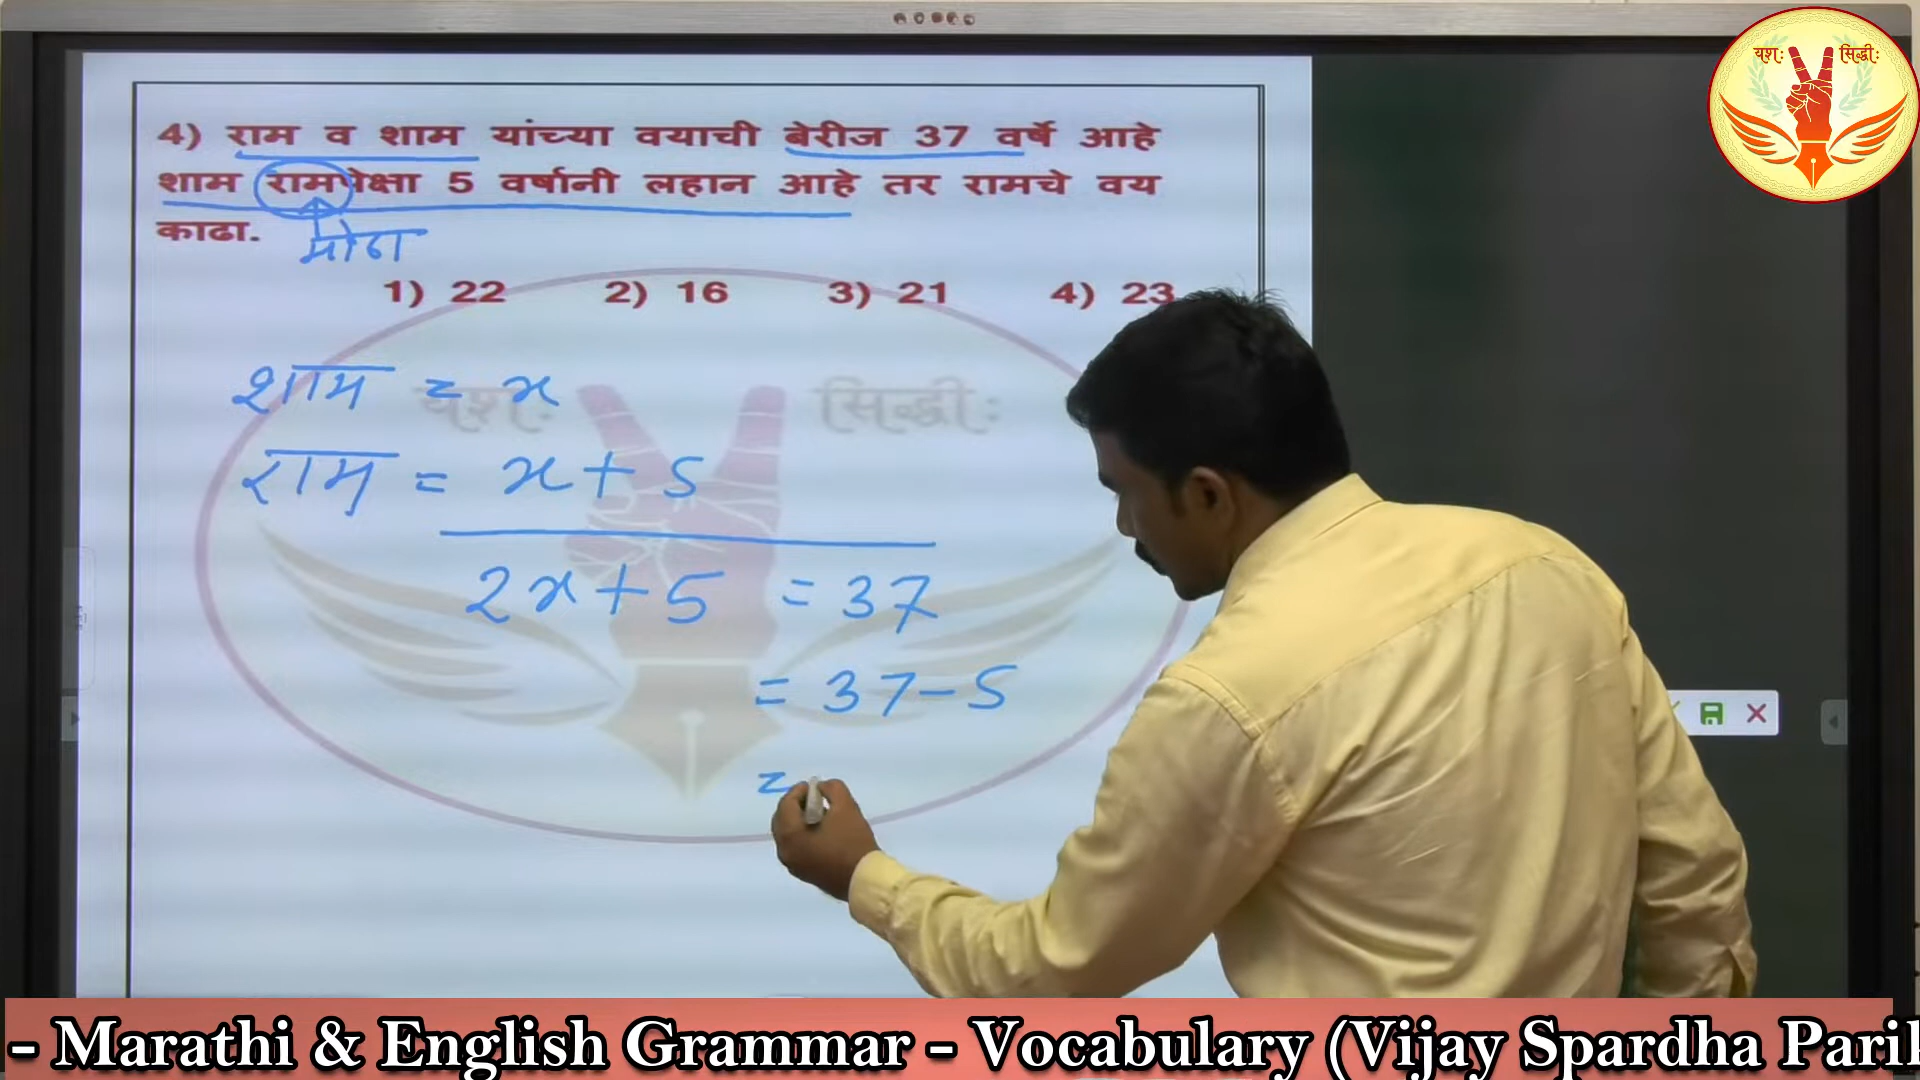 यशः सिद्धीः
4) राम व शाम यांच्या वयाची बेरीज 37 वर्षे आहे
शाम रामपेक्षा 5 वर्षानी लहान आहे तर रामचे वय
काढा.
मोठा
1) 22 2) 16 3) 21 4) 23
यशः सिद्धीः
शाम = x
राम = x + 5
2x + 5 = 37
= 37 - 5
=
- Marathi & English Grammar - Vocabulary (Vijay Spardha